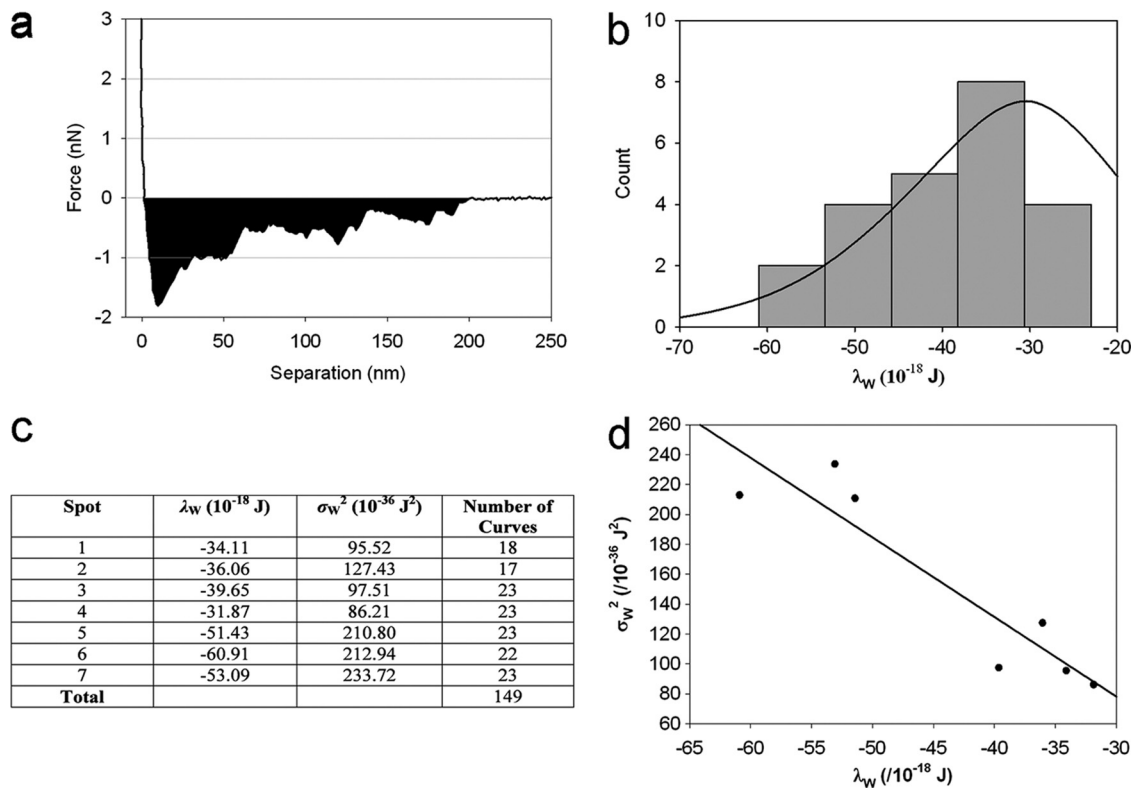 a
3
2
1
0
-1
-2
Force (nN)
0 50 100 150 200 250
Separation (nm)
b
10
8
6
4
2
0
Count
-70 -60 -50 -40 -30 -20
λW (10-18 J)
c
Spot λW (10-18 J) σW2 (10-36 J2) Number of
Curves
1 -34.11 95.52 18
2 -36.06 127.43 17
3 -39.65 97.51 23
4 -31.87 86.21 23
5 -51.43 210.80 23
6 -60.91 212.94 22
7 -53.09 233.72 23
Total 149
d
260
240
220
200
180
160
140
120
100
80
60
σW2 (/10-36 J2)
-65 -60 -55 -50 -45 -40 -35 -30
λW (/10-18 J)